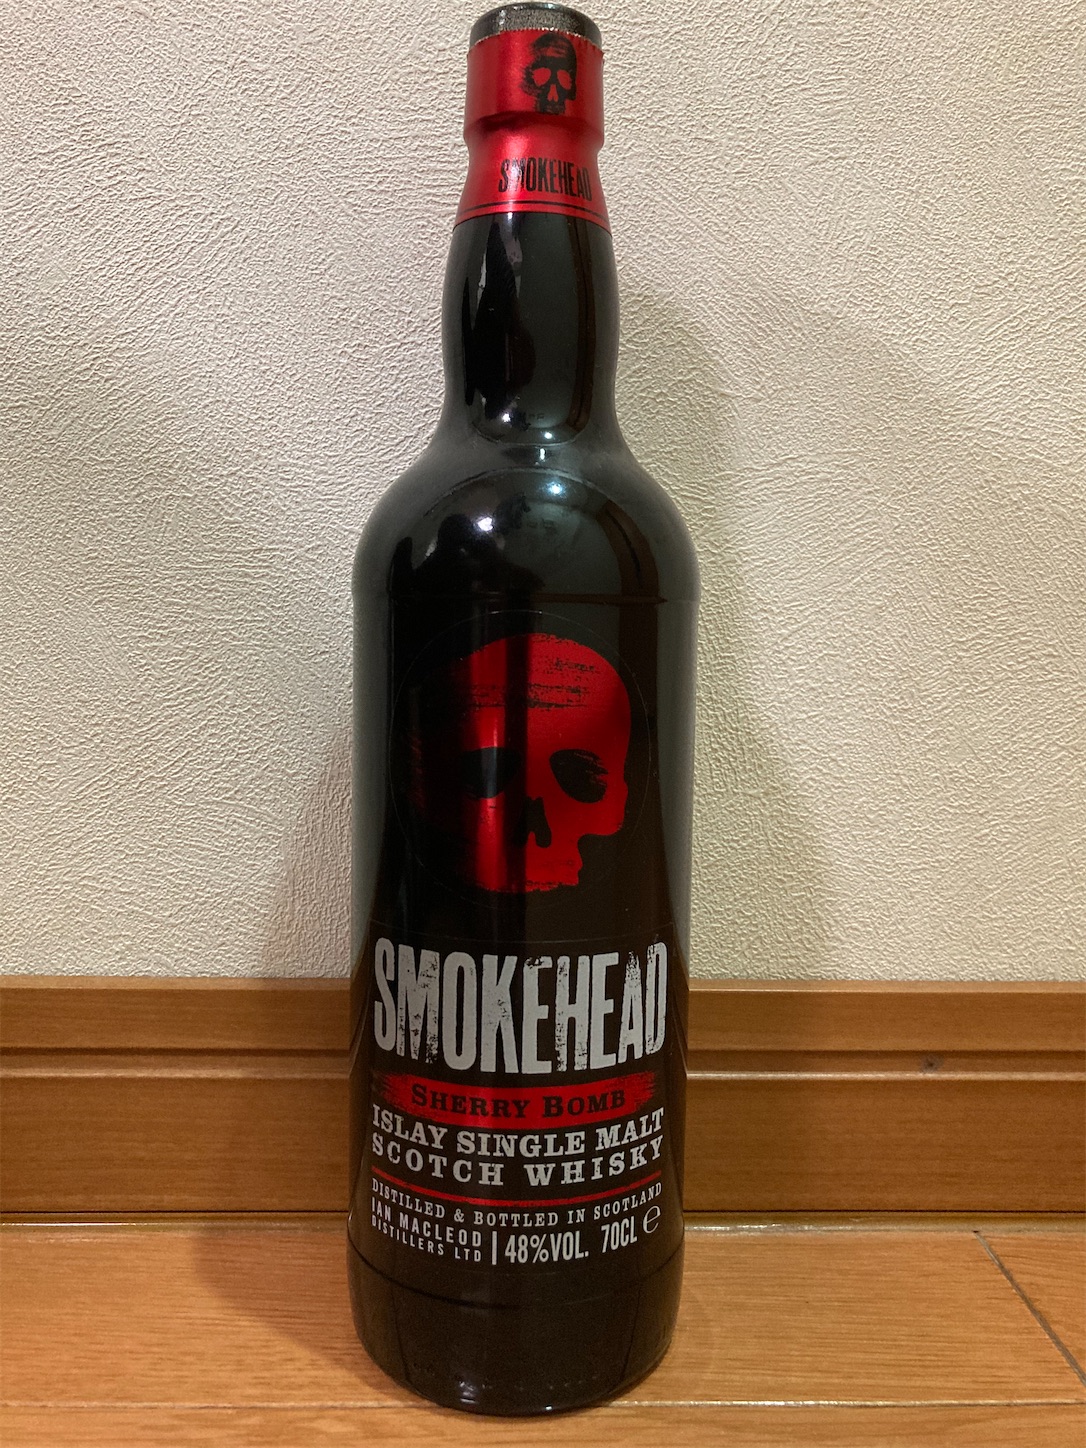 SMOKEHEAD
SMOKEHEAD
SHERRY BOMB
ISLAY SINGLE MALT
SCOTCH WHISKY
DISTILLED & BOTTLED IN SCOTLAND
IAN MACLEOD
DISTILLERS LTD | 48%VOL. 70CL ℮